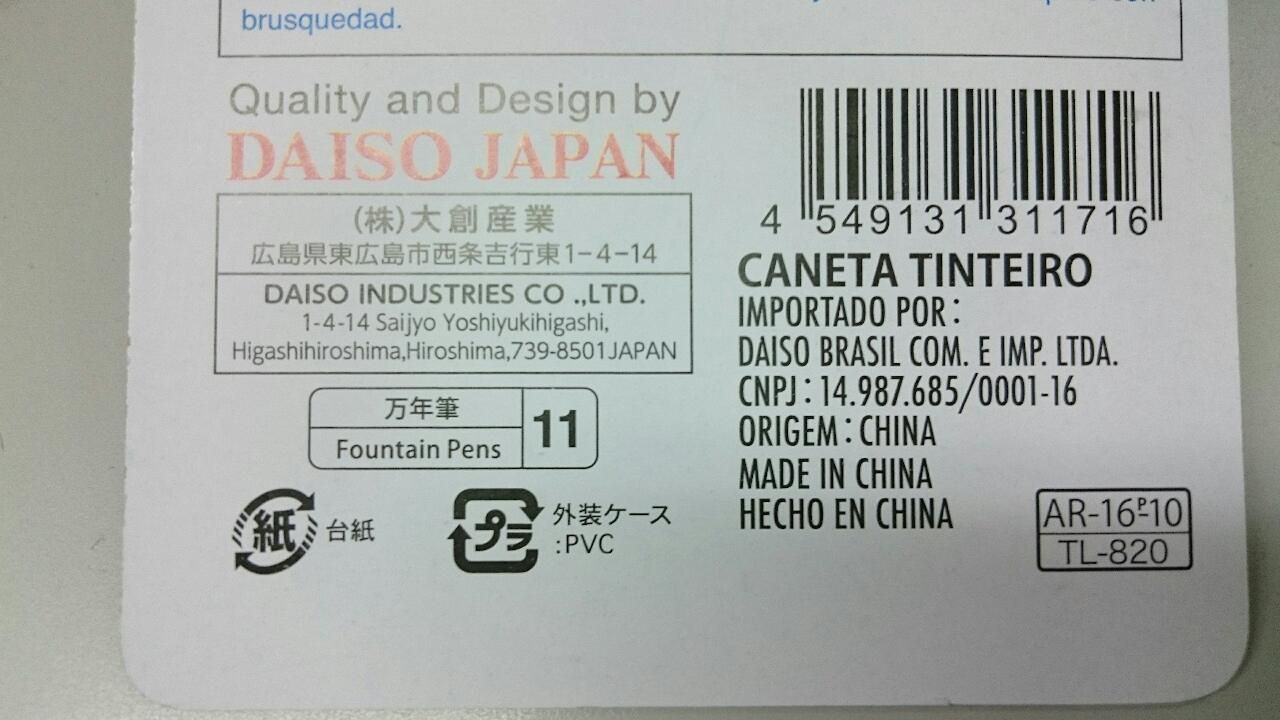 brusquedad.
Quality and Design by
DAISO JAPAN
(株)大創産業
広島県東広島市西条吉行東1-4-14
DAISO INDUSTRIES CO .,LTD.
1-4-14 Saijyo Yoshiyukihigashi,
Higashihiroshima,Hiroshima,739-8501JAPAN
万年筆
Fountain Pens
11
紙
台紙
プラ
外装ケース
:PVC
4 549131 311716
CANETA TINTEIRO
IMPORTADO POR:
DAISO BRASIL COM. E IMP. LTDA.
CNPJ: 14.987.685/0001-16
ORIGEM: CHINA
MADE IN CHINA
HECHO EN CHINA
AR-16P-10
TL-820